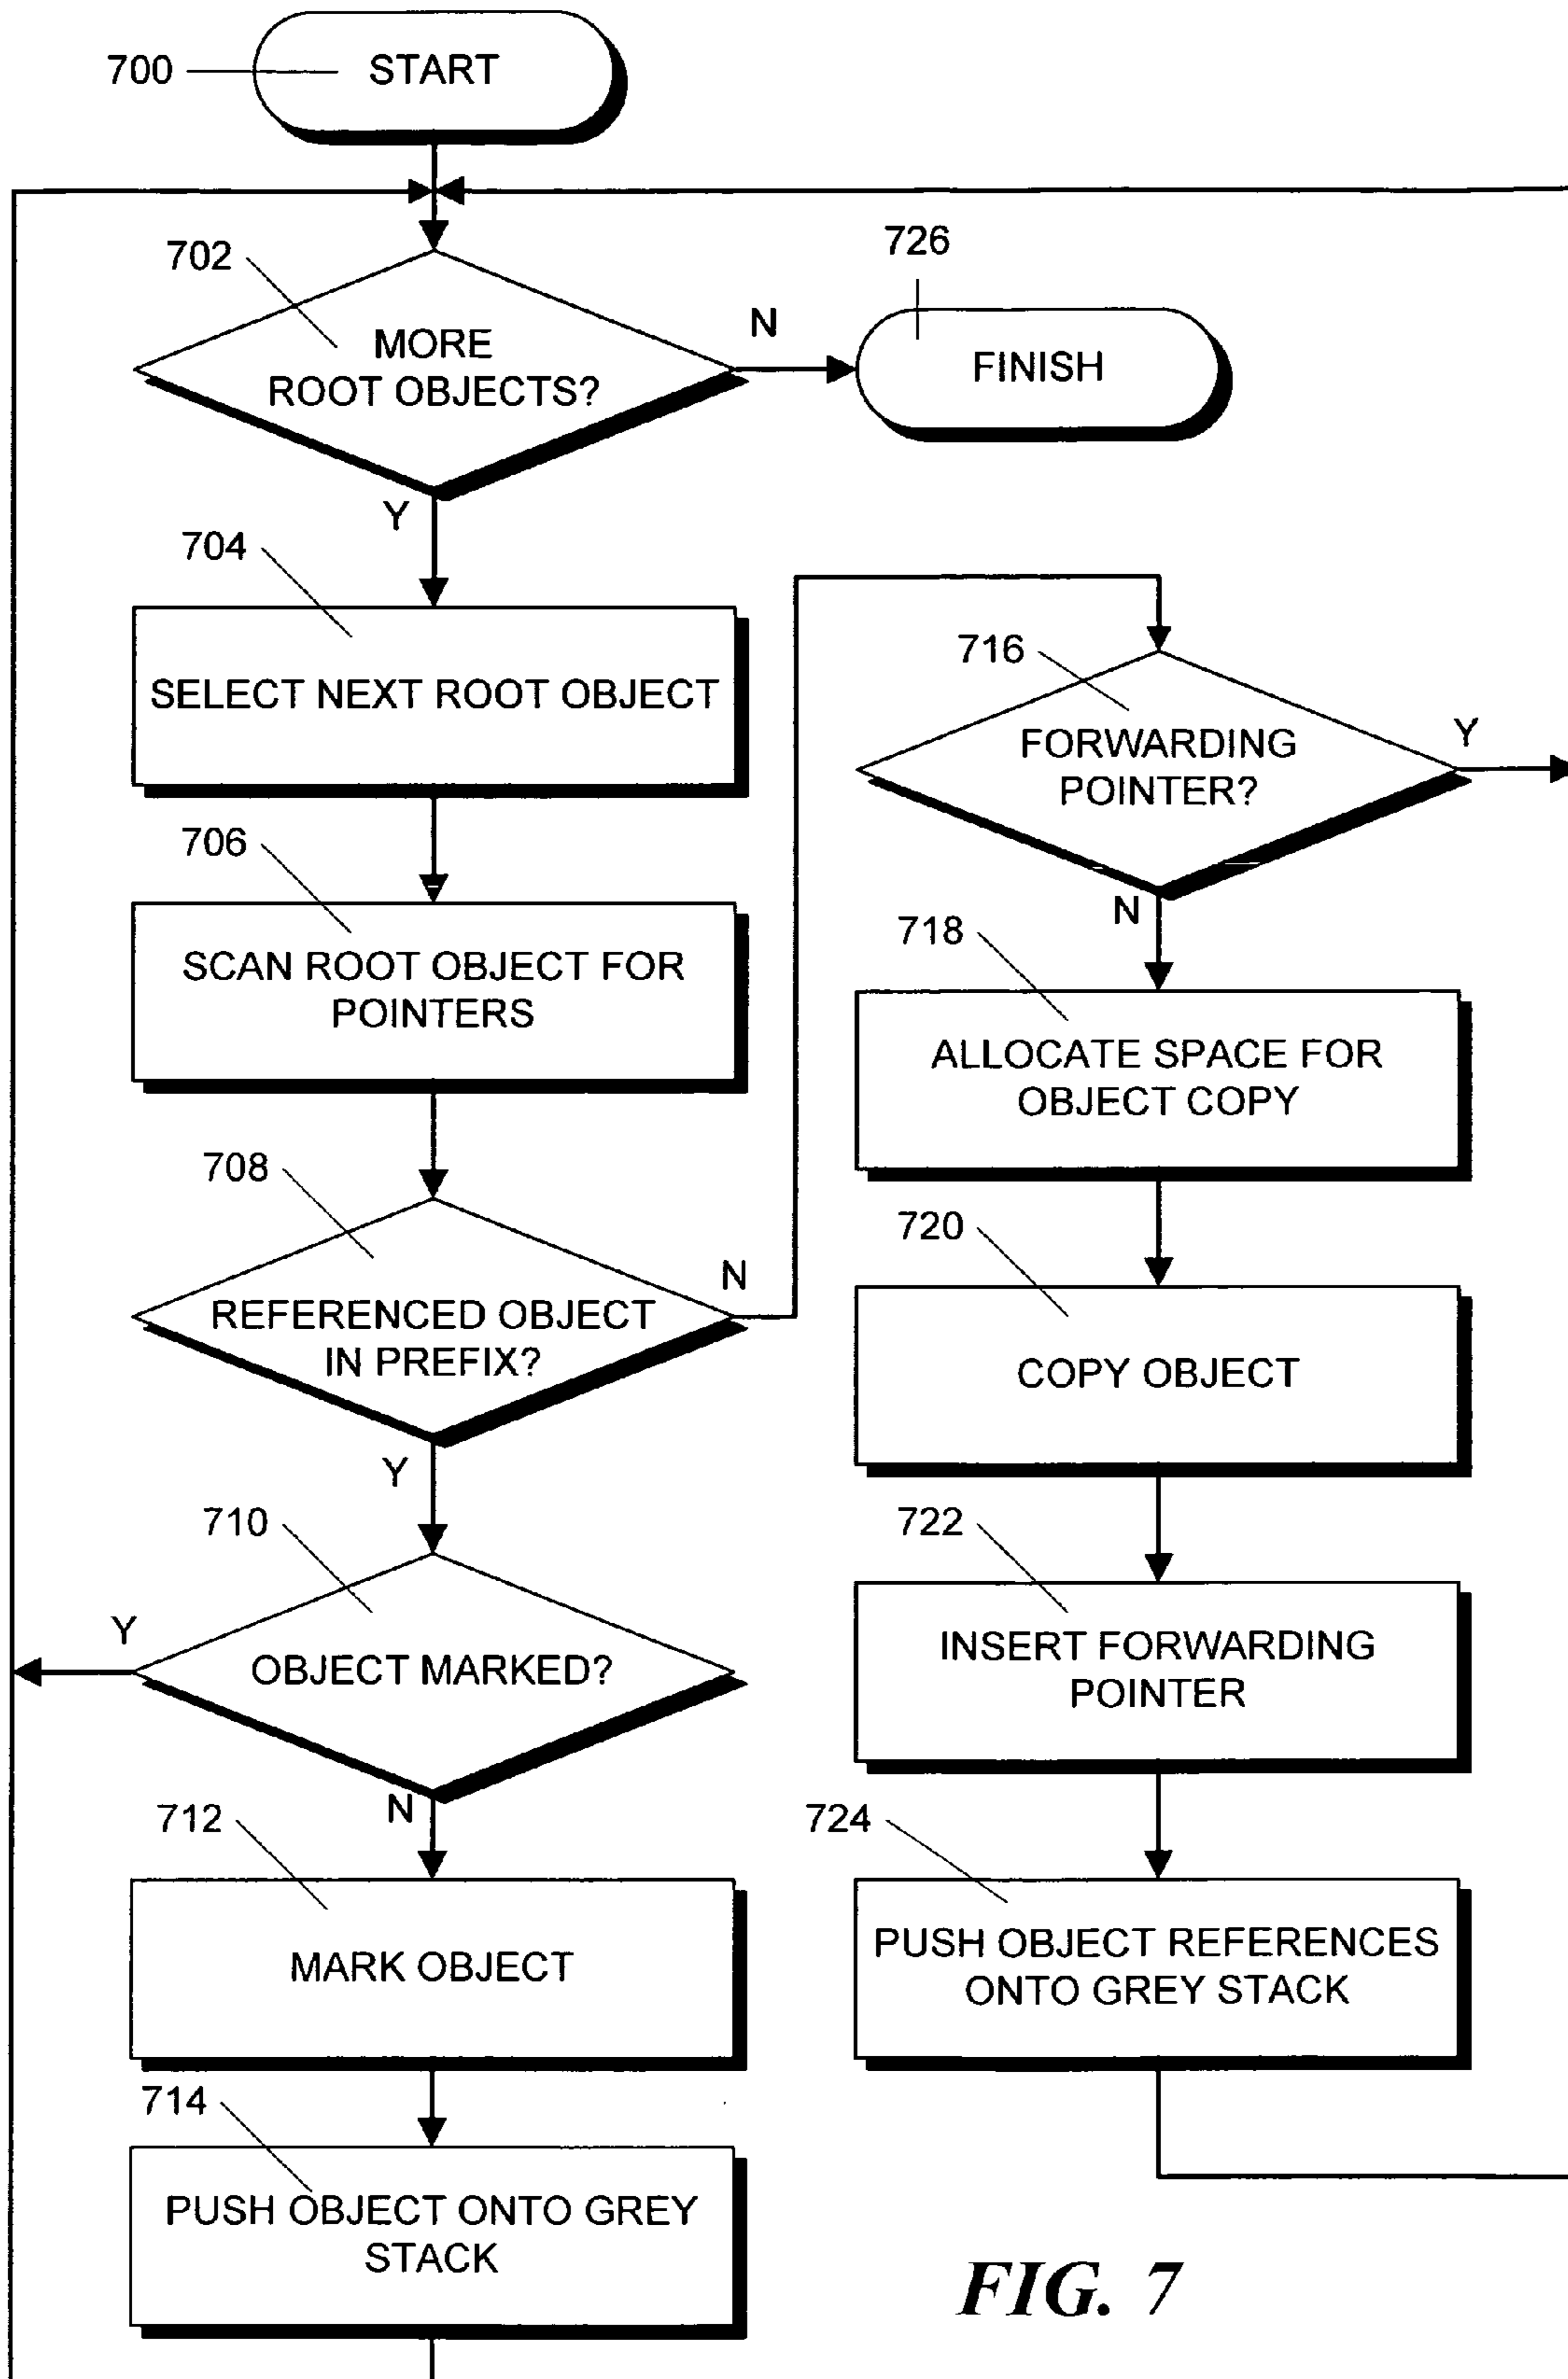 700
START
702
MORE
ROOT OBJECTS?
N
726
FINISH
Y
704
SELECT NEXT ROOT OBJECT
706
SCAN ROOT OBJECT FOR
POINTERS
708
REFERENCED OBJECT
IN PREFIX?
N
Y
710
OBJECT MARKED?
Y
N
712
MARK OBJECT
714
PUSH OBJECT ONTO GREY
STACK
716
FORWARDING
POINTER?
Y
N
718
ALLOCATE SPACE FOR
OBJECT COPY
720
COPY OBJECT
722
INSERT FORWARDING
POINTER
724
PUSH OBJECT REFERENCES
ONTO GREY STACK
FIG. 7